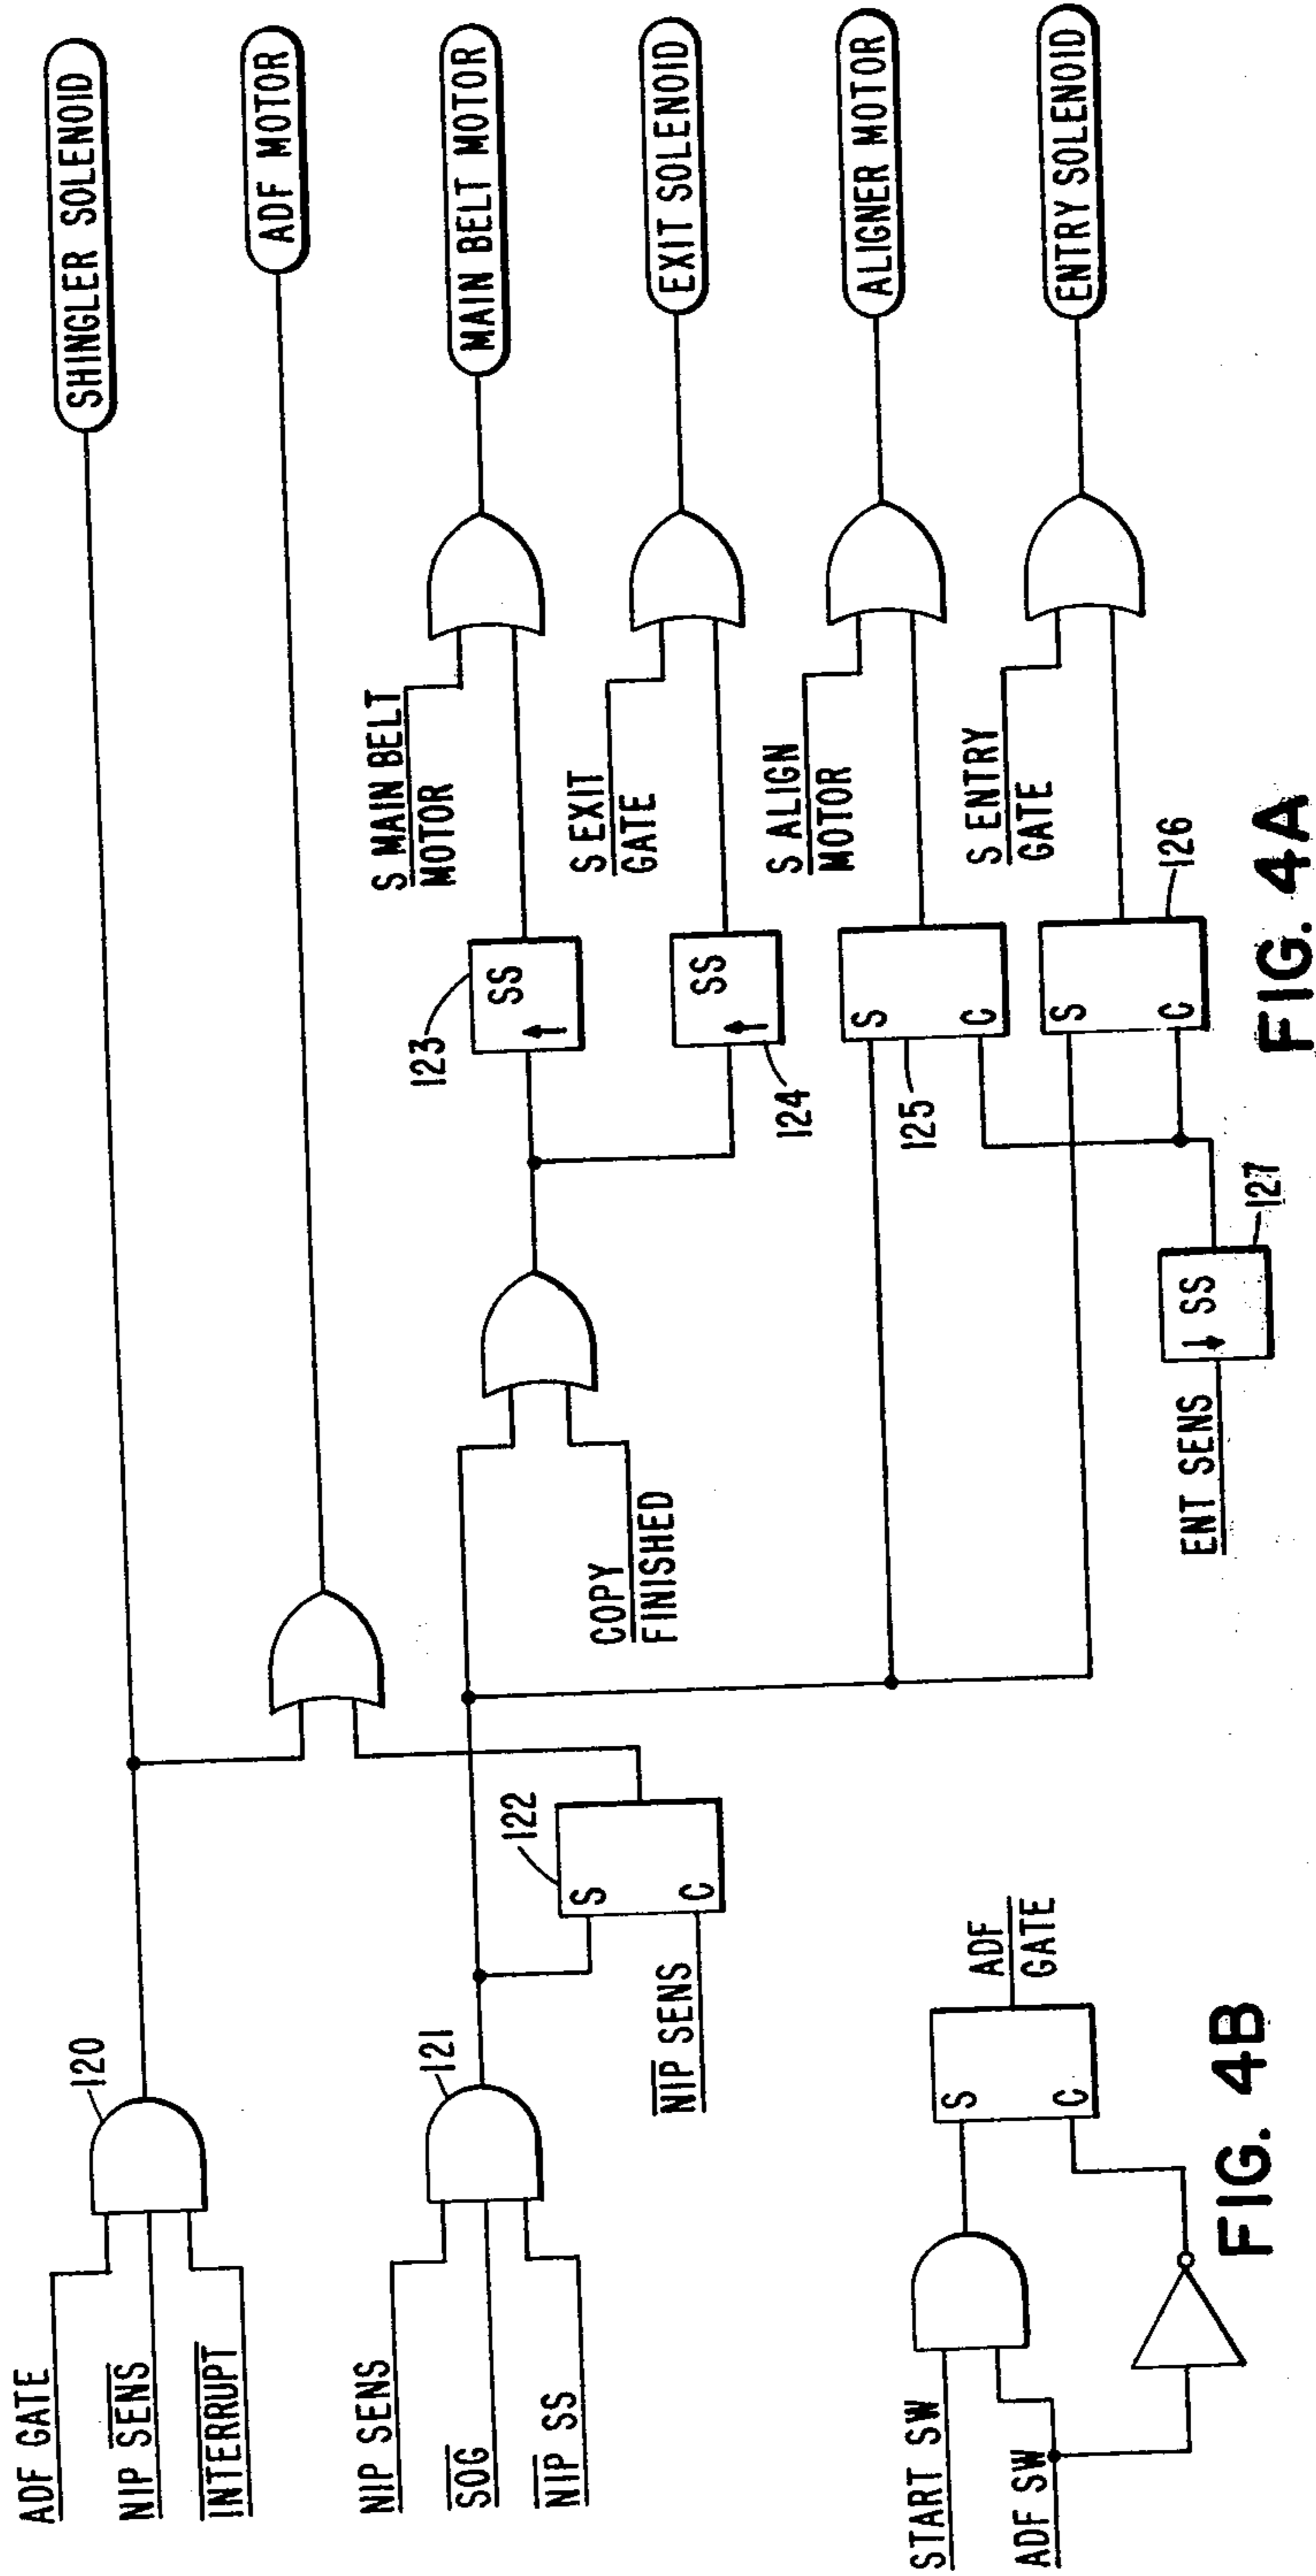 ADF GATE
NIP SENS
INTERRUPT
120
SHINGLER SOLENOID
ADF MOTOR
NIP SENS
SOG
NIP SS
121
S
C
122
NIP SENS
COPY
FINISHED
123
SS
S MAIN BELT
MOTOR
MAIN BELT MOTOR
124
SS
S EXIT
GATE
EXIT SOLENOID
S
C
125
S ALIGN
MOTOR
ALIGNER MOTOR
S
C
126
S ENTRY
GATE
ENTRY SOLENOID
ENT SENS
SS
127
FIG. 4A
START SW
ADF SW
S
C
ADF
GATE
FIG. 4B